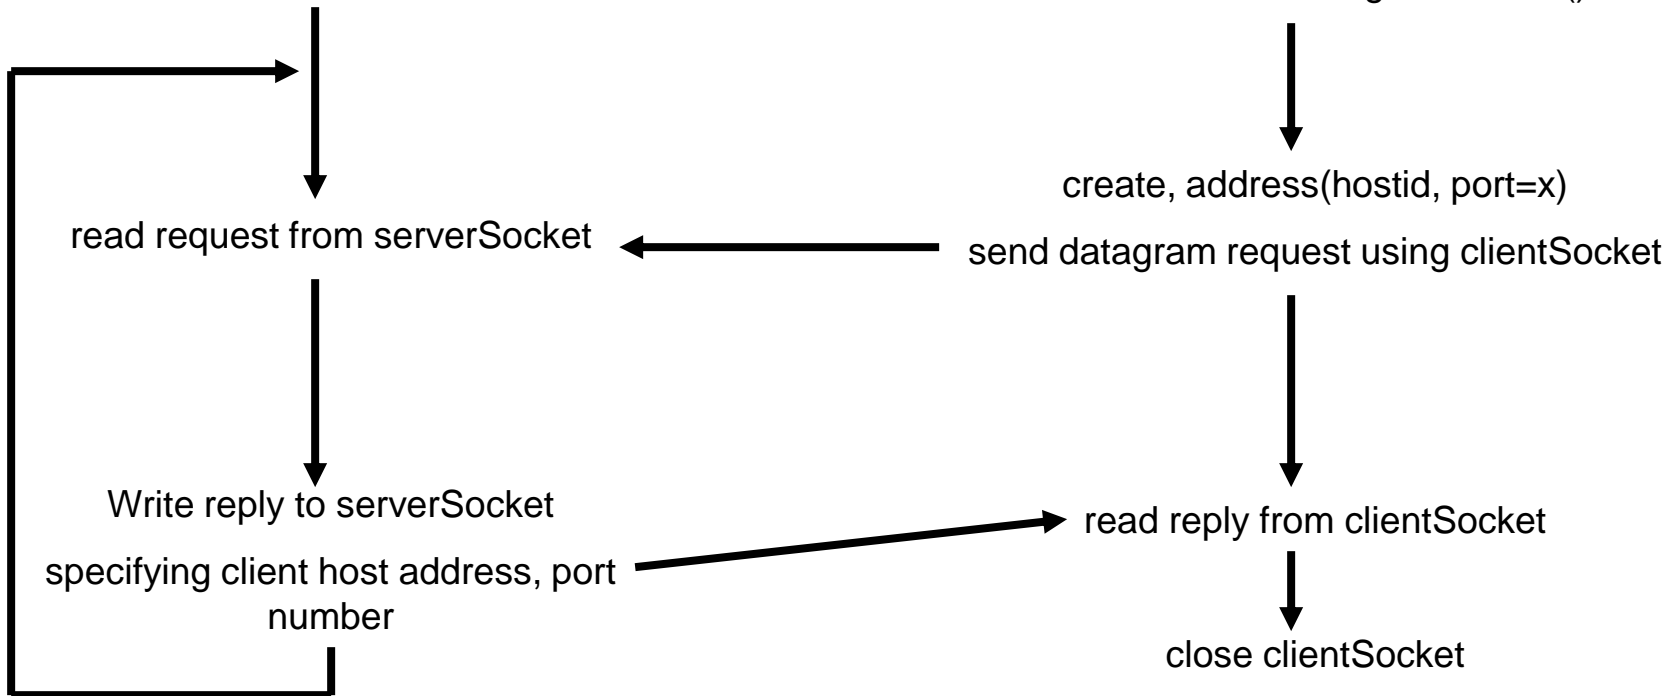 create, address(hostid, port=x)
read request from serverSocket
send datagram request using clientSocket
Write reply to serverSocket
specifying client host address, port
number
read reply from clientSocket
close clientSocket